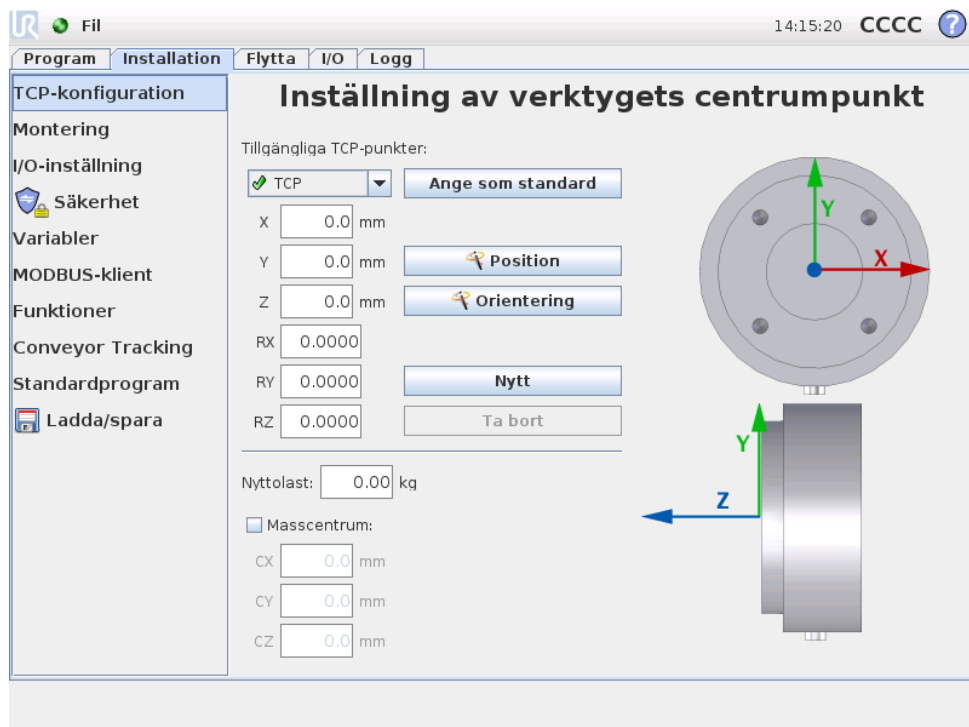 UR Fil 14:15:20 CCCC ?
Program Installation Flytta I/O Logg
TCP-konfiguration
Montering
I/O-inställning
Säkerhet
Variabler
MODBUS-klient
Funktioner
Conveyor Tracking
Standardprogram
Ladda/spara
Inställning av verktygets centrumpunkt
Tillgängliga TCP-punkter:
TCP Ange som standard
X 0.0 mm
Y 0.0 mm Position
Z 0.0 mm Orientering
RX 0.0000
RY 0.0000 Nytt
RZ 0.0000 Ta bort
Nyttolast: 0.00 kg
Masscentrum:
CX 0.0 mm
CY 0.0 mm
CZ 0.0 mm
Y
X
Y
Z